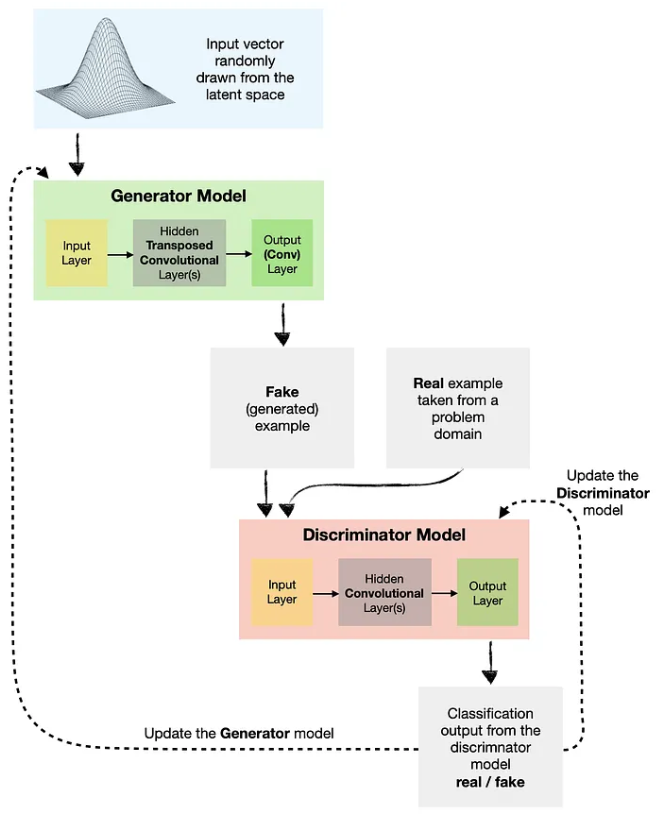 Input vector
randomly
drawn from the
latent space
Generator Model
Input
Layer
Hidden
Transposed
Convolutional
Layer(s)
Output
(Conv)
Layer
Fake
(generated)
example
Real example
taken from a
problem
domain
Update the
Discriminator
model
Discriminator Model
Input
Layer
Hidden
Convolutional
Layer(s)
Output
Layer
Update the Generator model
Classification
output from the
discrimnator
model
real / fake